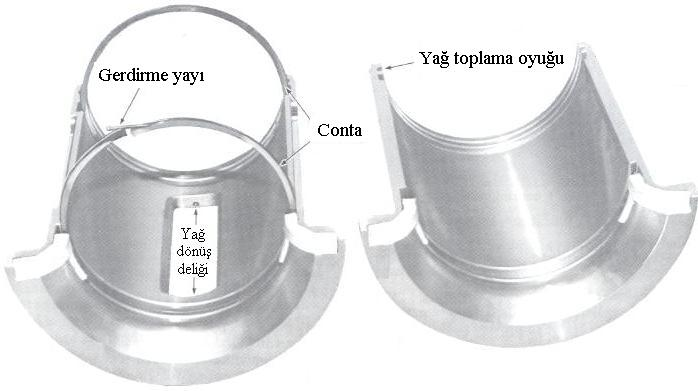 Gerdirme yayı
Yağ toplama oyuğu
Conta
Yağ
dönüş
deliği